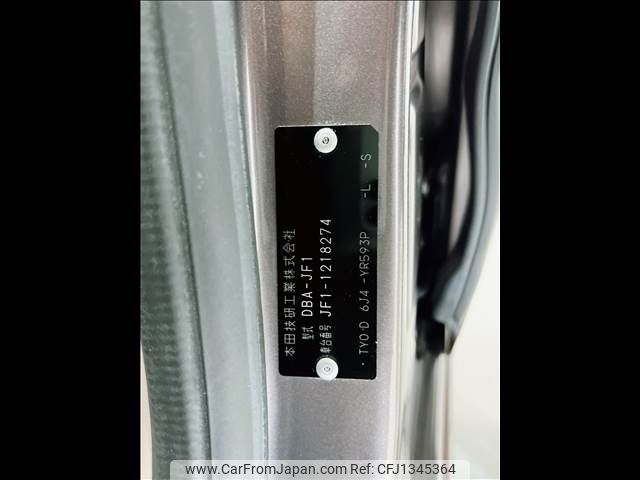 本田技研工業株式会社
型式 DBA-JF1
車台番号 JF1-1218274
・TYO・D 6J4 -YR593P -L -S
www.CarFromJapan.com - CFJ1345364